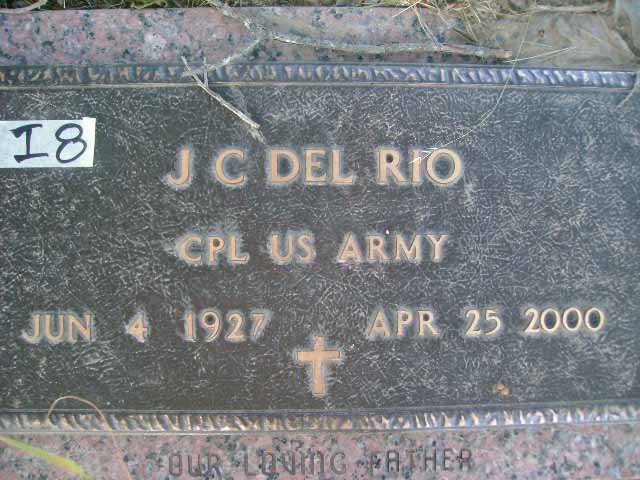 I8
J C DEL RIO
CPL US ARMY
JUN 4 1927 APR 25 2000
OUR LOVING FATHER